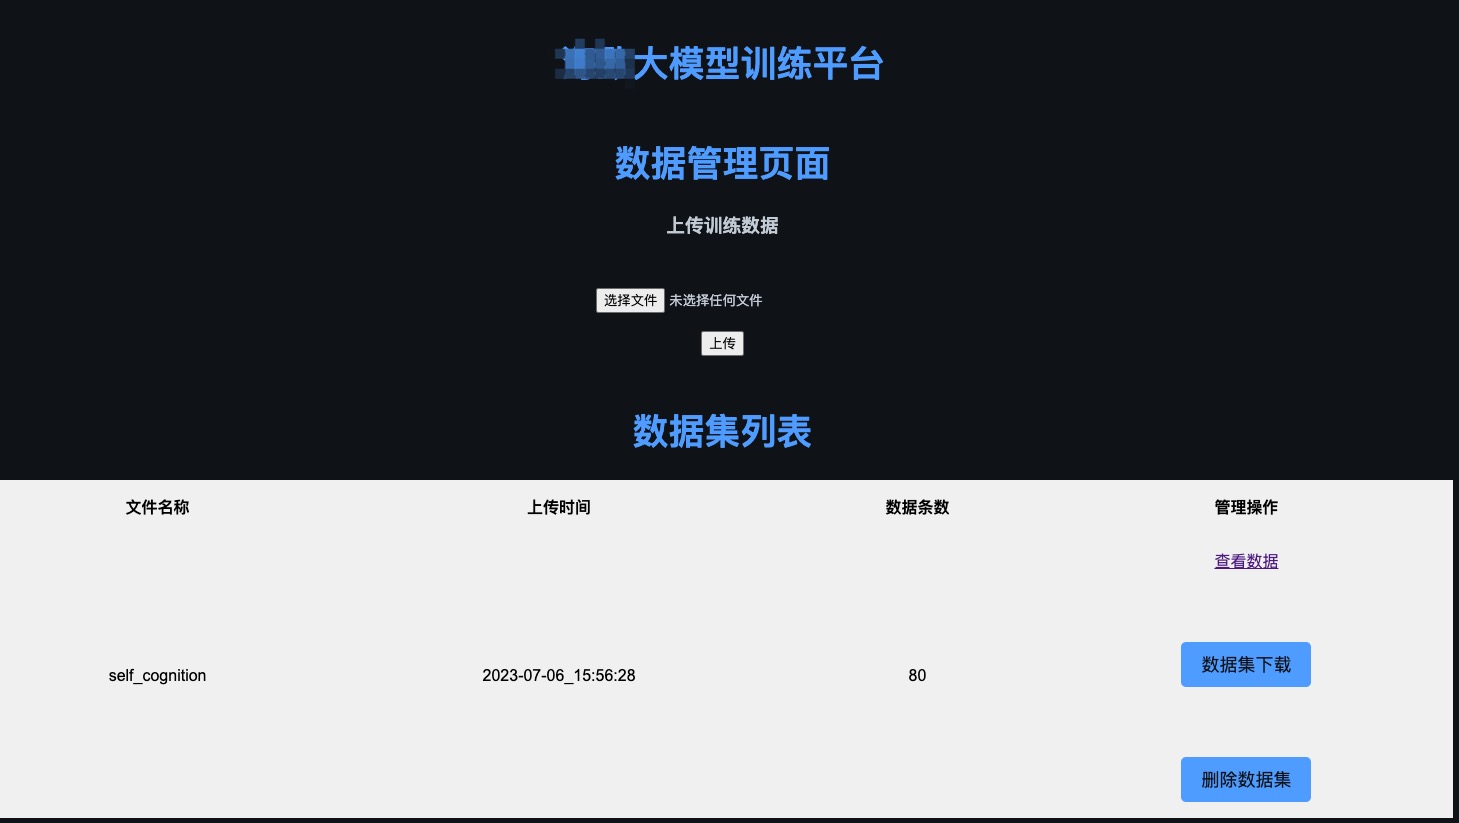 大模型训练平台
数据管理页面
上传训练数据
选择文件 未选择任何文件
上传
数据集列表
文件名称 上传时间 数据条数 管理操作
查看数据
self_cognition 2023-07-06_15:56:28 80 数据集下载
删除数据集